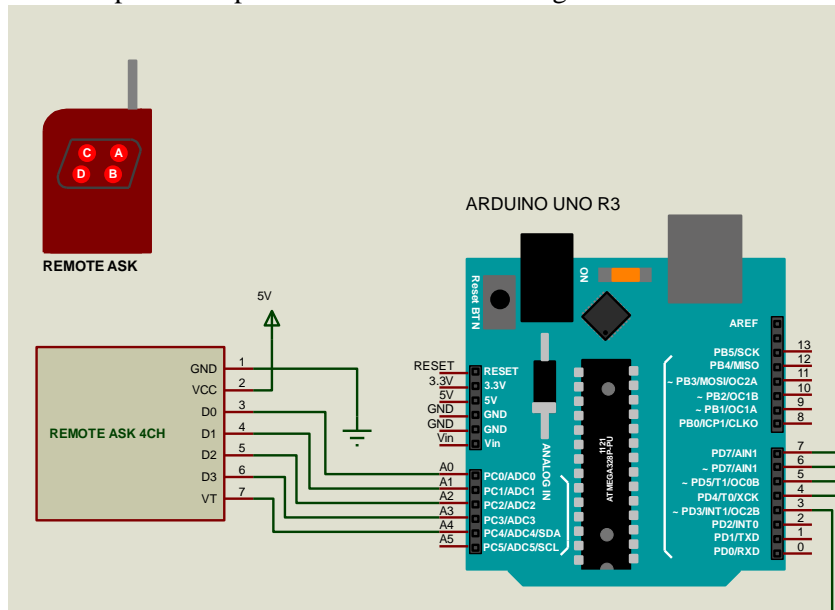 C A
D B
REMOTE ASK
ARDUINO UNO R3
5V
REMOTE ASK 4CH
GND 1
VCC 2
D0 3
D1 4
D2 5
D3 6
VT 7
Reset BTN
ON
RESET RESET
3.3V 3.3V
5V 5V
GND GND
GND GND
Vin Vin
ANALOG IN
A0 PC0/ADC0
A1 PC1/ADC1
A2 PC2/ADC2
A3 PC3/ADC3
A4 PC4/ADC4/SDA
A5 PC5/ADC5/SCL
1121
ATMEGA328P-PU
AREF
PB5/SCK 13
PB4/MISO 12
~ PB3/MOSI/OC2A 11
~ PB2/OC1B 10
~ PB1/OC1A 9
PB0/ICP1/CLKO 8
PD7/AIN1 7
~ PD7/AIN1 6
~ PD5/T1/OC0B 5
PD4/T0/XCK 4
~ PD3/INT1/OC2B 3
PD2/INT0 2
PD1/TXD 1
PD0/RXD 0